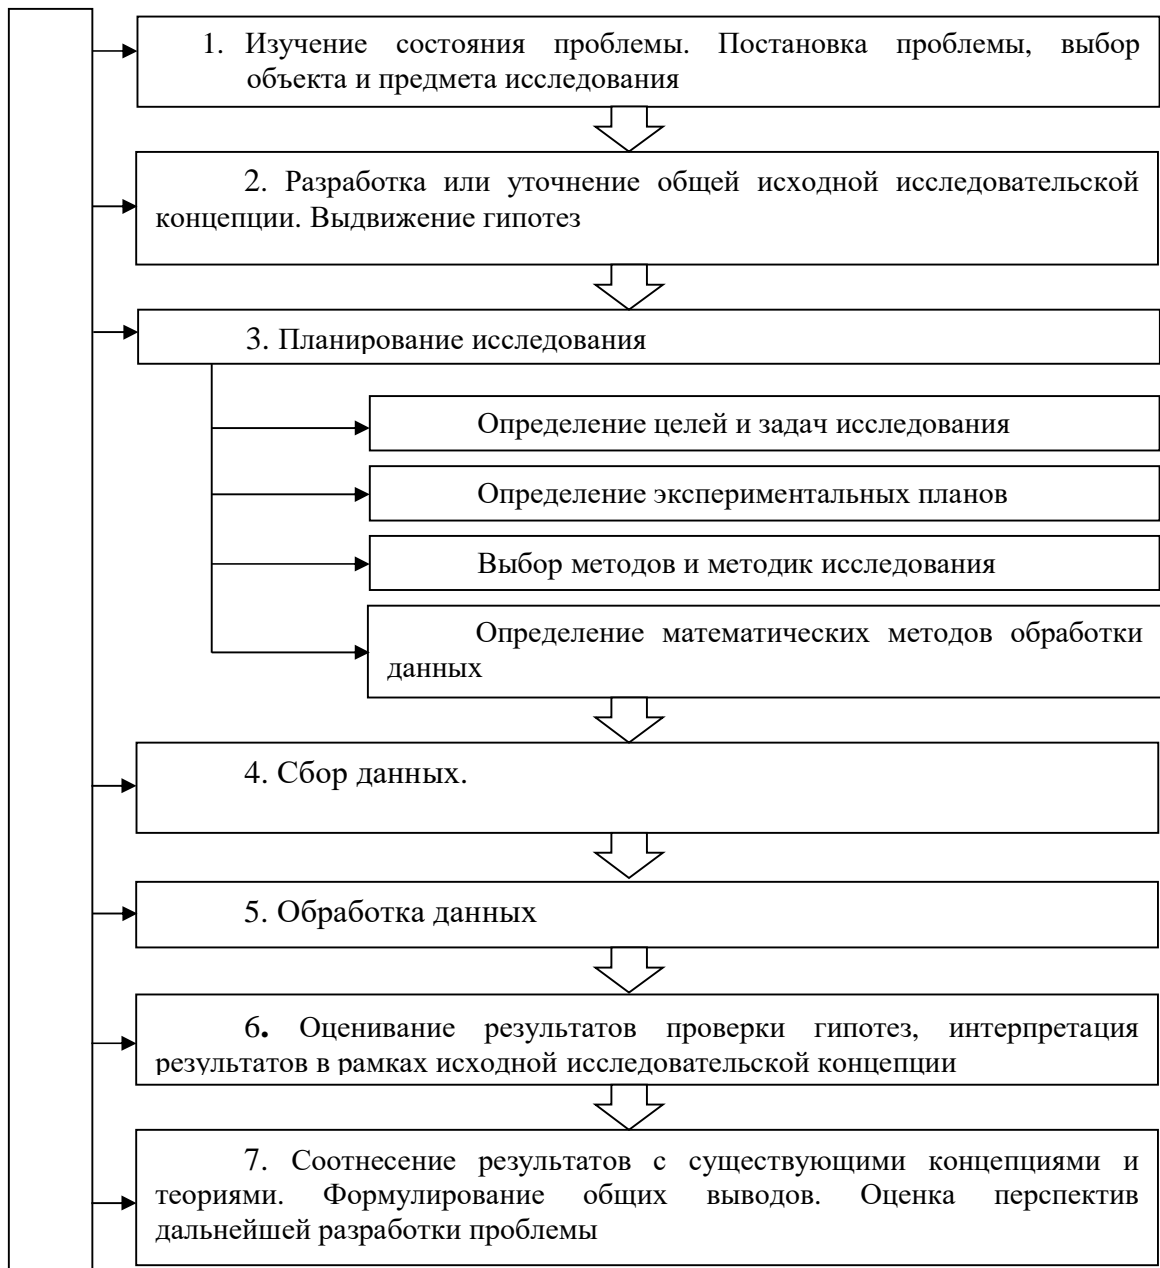 1. Изучение состояния проблемы. Постановка проблемы, выбор
объекта и предмета исследования
2. Разработка или уточнение общей исходной исследовательской
концепции. Выдвижение гипотез
3. Планирование исследования
Определение целей и задач исследования
Определение экспериментальных планов
Выбор методов и методик исследования
Определение математических методов обработки
данных
4. Сбор данных.
5. Обработка данных
6. Оценивание результатов проверки гипотез, интерпретация
результатов в рамках исходной исследовательской концепции
7. Соотнесение результатов с существующими концепциями и
теориями. Формулирование общих выводов. Оценка перспектив
дальнейшей разработки проблемы